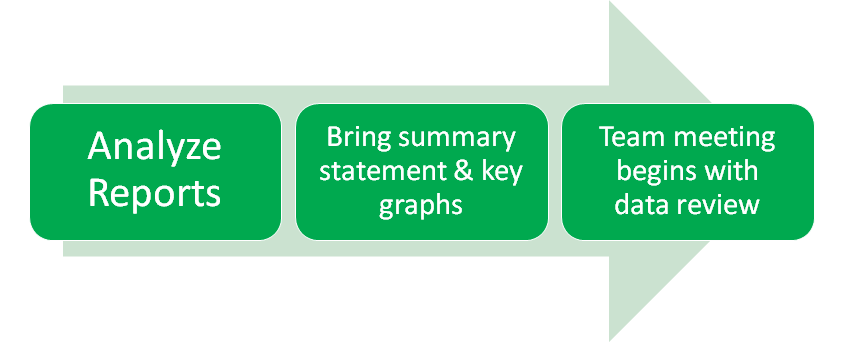 Analyze
Reports
Bring summary
statement & key
graphs
Team meeting
begins with
data review